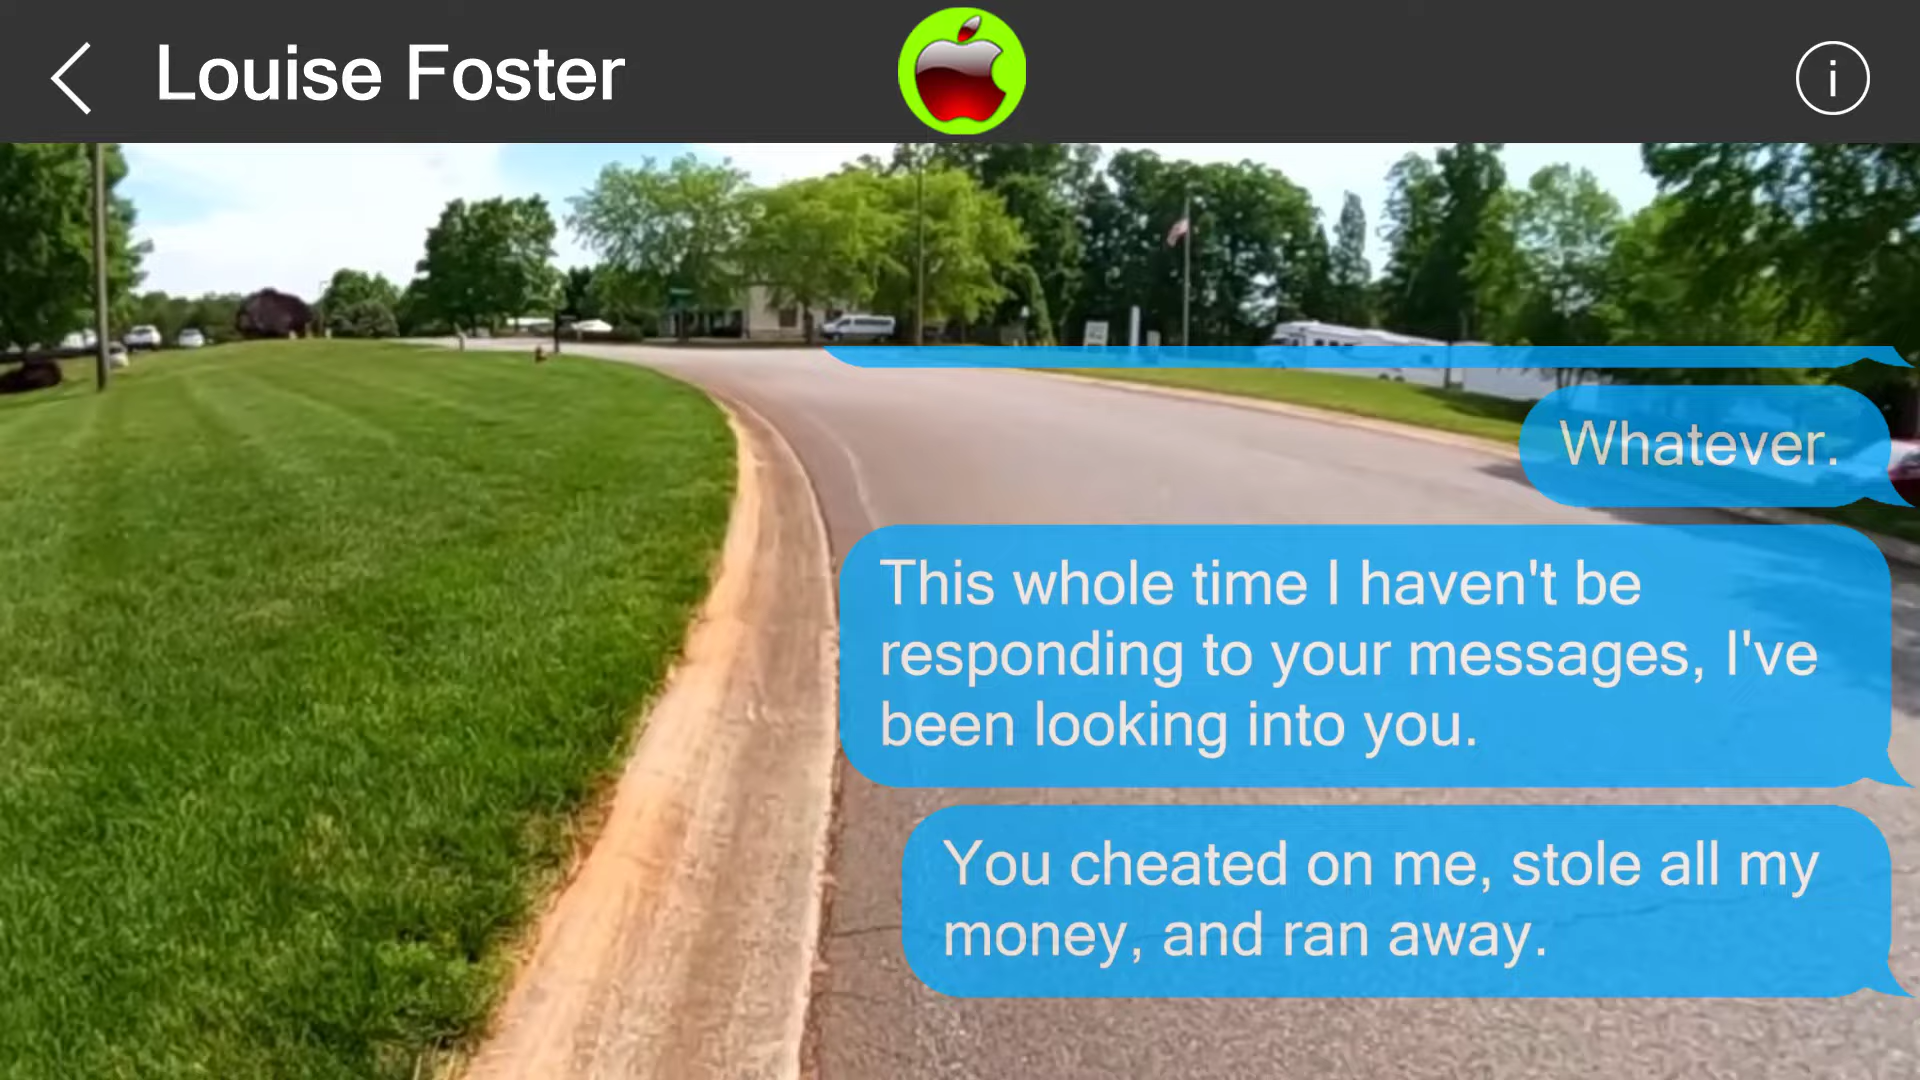 Louise Foster
i
Whatever.
This whole time I haven't be
responding to your messages, I've
been looking into you.
You cheated on me, stole all my
money, and ran away.